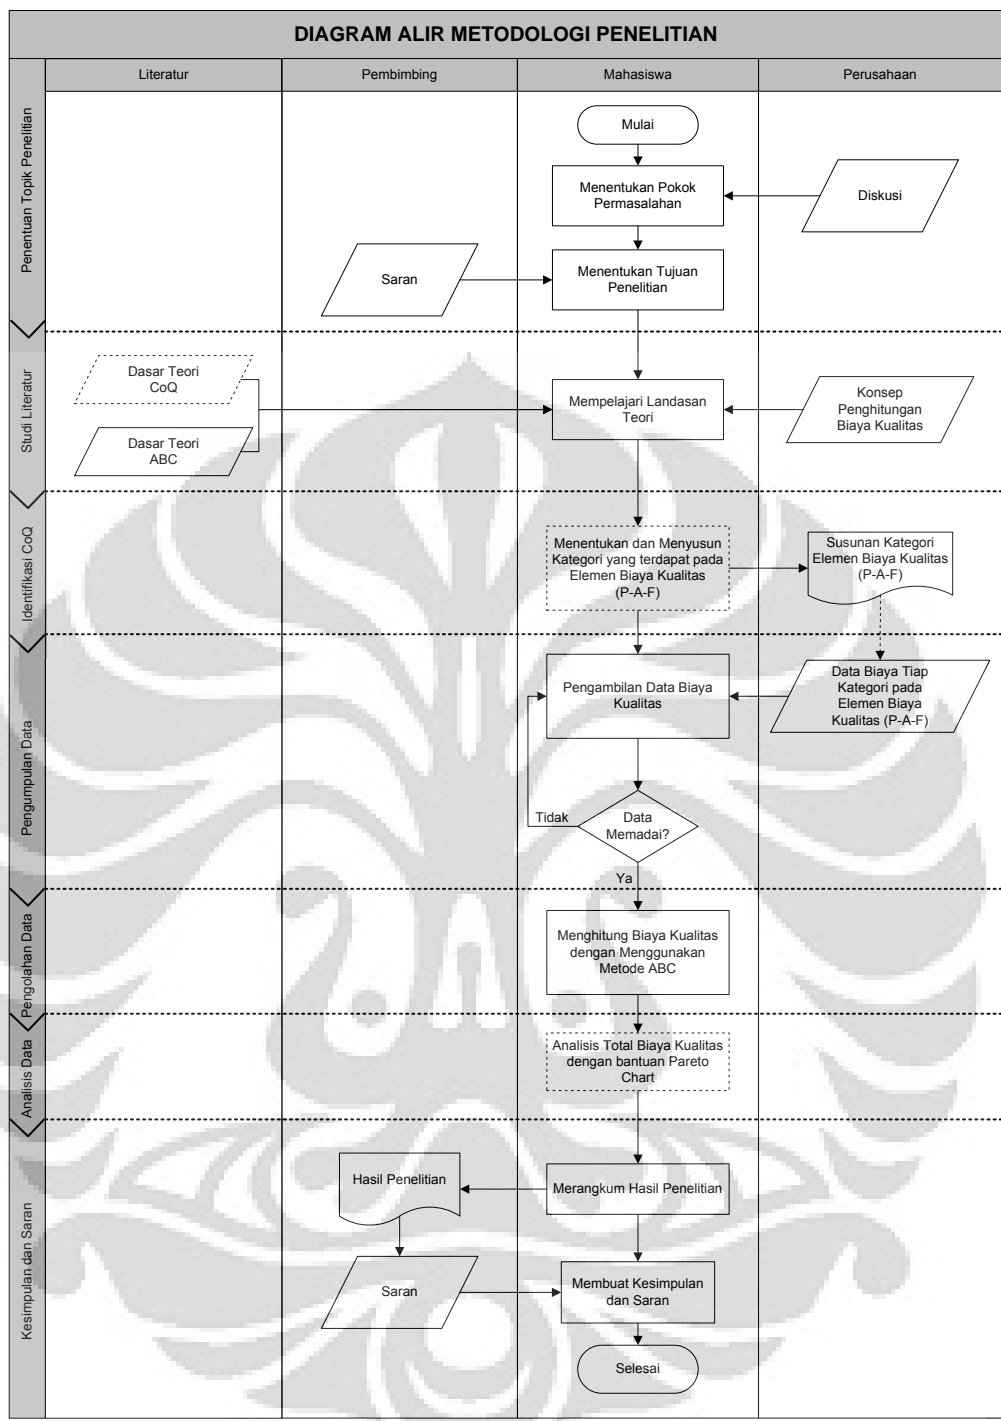 DIAGRAM ALIR METODOLOGI PENELITIAN
Literatur
Pembimbing
Mahasiswa
Perusahaan
Penentuan Topik Penelitian
Mulai
Menentukan Pokok
Permasalahan
Diskusi
Saran
Menentukan Tujuan
Penelitian
Studi Literatur
Dasar Teori
CoQ
Dasar Teori
ABC
Mempelajari Landasan
Teori
Konsep
Penghitungan
Biaya Kualitas
Identifikasi CoQ
Menentukan dan Menyusun
Kategori yang terdapat pada
Elemen Biaya Kualitas
(P-A-F)
Susunan Kategori
Elemen Biaya Kualitas
(P-A-F)
Pengumpulan Data
Pengambilan Data Biaya
Kualitas
Data Biaya Tiap
Kategori pada
Elemen Biaya
Kualitas (P-A-F)
Tidak
Data
Memadai?
Ya
Pengolahan Data
Menghitung Biaya Kualitas
dengan Menggunakan
Metode ABC
Analisis Data
Analisis Total Biaya Kualitas
dengan bantuan Pareto
Chart
Kesimpulan dan Saran
Hasil Penelitian
Merangkum Hasil Penelitian
Saran
Membuat Kesimpulan
dan Saran
Selesai